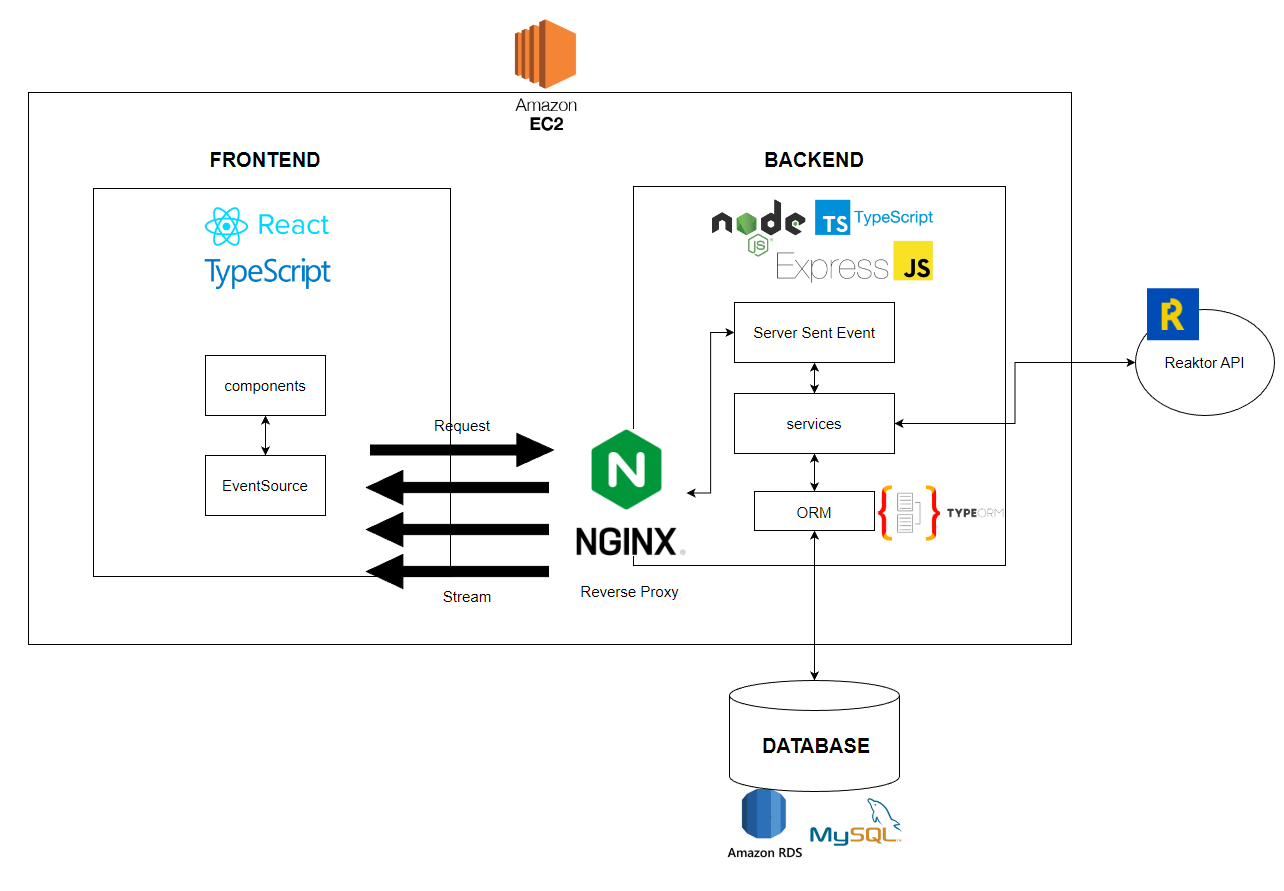 Amazon
EC2
FRONTEND
BACKEND
React
TypeScript
node
JS
TS TypeScript
Express JS
components
EventSource
Request
Stream
NGINX
Reverse Proxy
Server Sent Event
services
ORM
TYPEORM
R
Reaktor API
DATABASE
Amazon RDS
MySQL